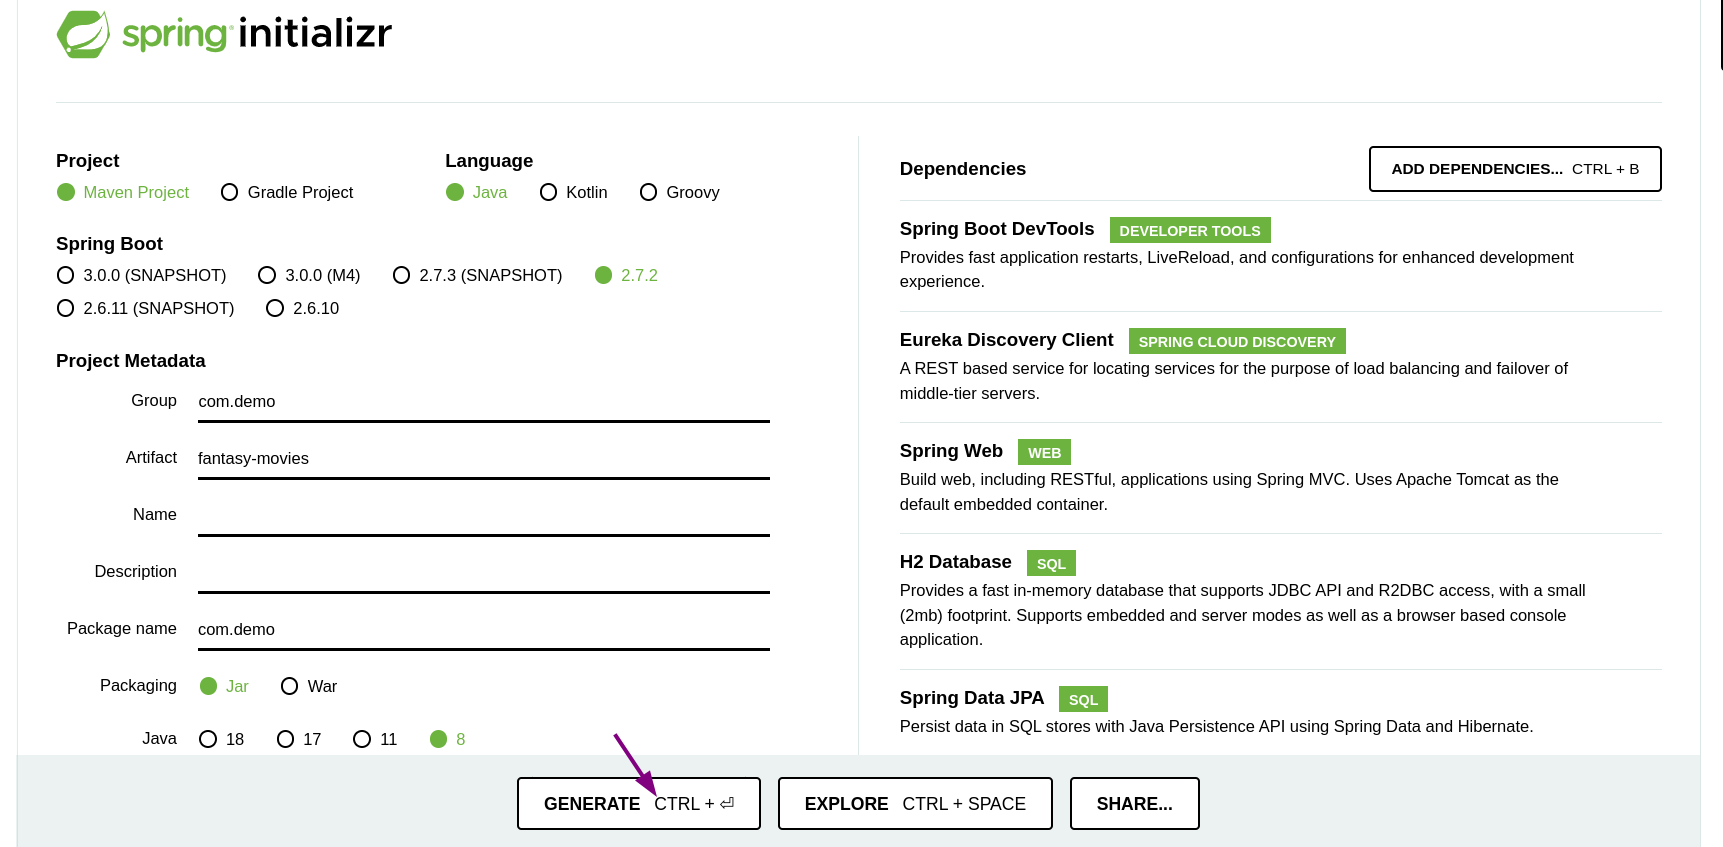 spring initializr
Project
Maven Project Gradle Project
Language
Java Kotlin Groovy
Spring Boot
3.0.0 (SNAPSHOT) 3.0.0 (M4) 2.7.3 (SNAPSHOT) 2.7.2
2.6.11 (SNAPSHOT) 2.6.10
Project Metadata
Group com.demo
Artifact fantasy-movies
Name
Description
Package name com.demo
Packaging Jar War
Java 18 17 11 8
Dependencies
ADD DEPENDENCIES... CTRL + B
Spring Boot DevTools DEVELOPER TOOLS
Provides fast application restarts, LiveReload, and configurations for enhanced development
experience.
Eureka Discovery Client SPRING CLOUD DISCOVERY
A REST based service for locating services for the purpose of load balancing and failover of
middle-tier servers.
Spring Web WEB
Build web, including RESTful, applications using Spring MVC. Uses Apache Tomcat as the
default embedded container.
H2 Database SQL
Provides a fast in-memory database that supports JDBC API and R2DBC access, with a small
(2mb) footprint. Supports embedded and server modes as well as a browser based console
application.
Spring Data JPA SQL
Persist data in SQL stores with Java Persistence API using Spring Data and Hibernate.
GENERATE CTRL + ⏎
EXPLORE CTRL + SPACE
SHARE...